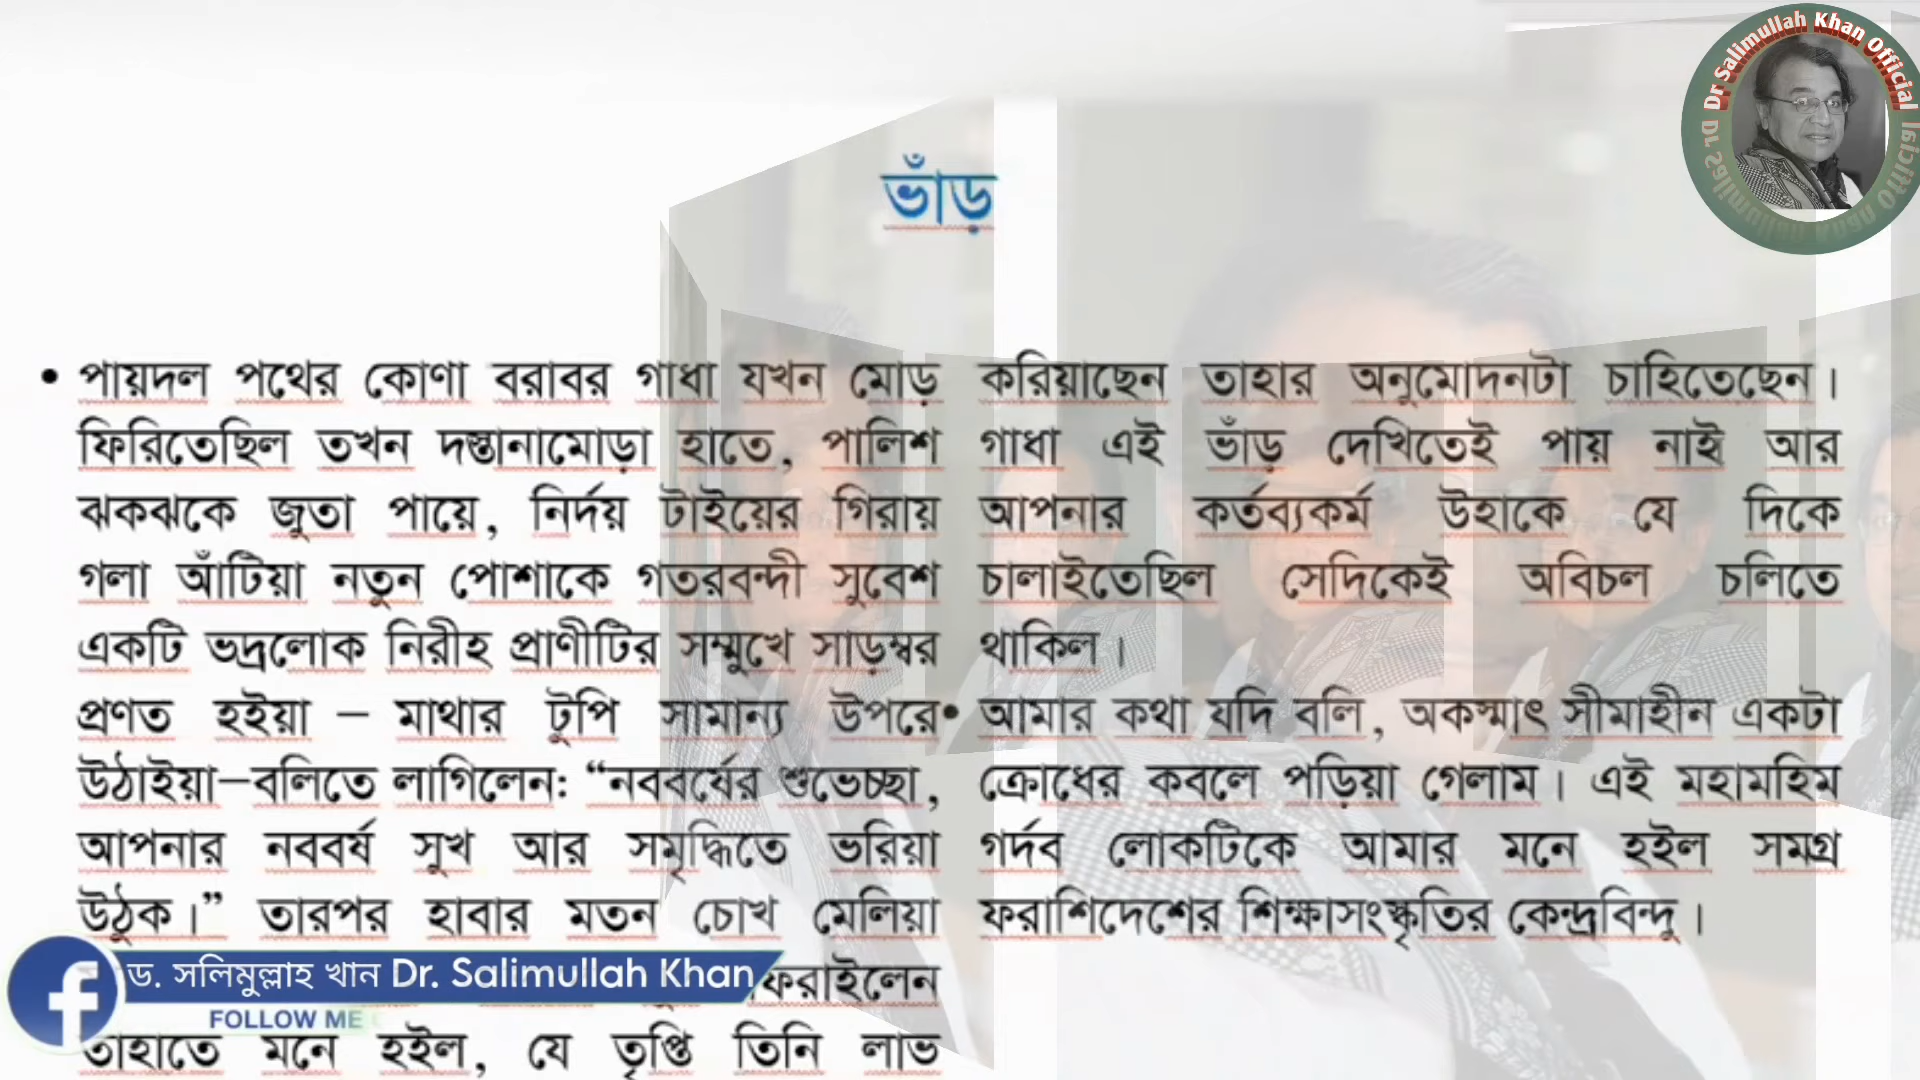 ভাঁড়
• পায়দল পথের কোণা বরাবর গাধা যখন মোড়
ফিরিতেছিল তখন দস্তানামোড়া হাতে, পালিশ
ঝকঝকে জুতা পায়ে, নির্দয় টাইয়ের গিরায়
গলা আঁটিয়া নতুন পোশাকে গতরবন্দী সুবেশ
একটি ভদ্রলোক নিরীহ প্রাণীটির সম্মুখে সাড়ম্বর
প্রণত হইয়া – মাথার টুপি সামান্য উপরে
উঠাইয়া–বলিতে লাগিলেন: “নববর্ষের শুভেচ্ছা,
আপনার নববর্ষ সুখ আর সমৃদ্ধিতে ভরিয়া
উঠুক।” তারপর হাবার মতন চোখ মেলিয়া
ফরাইলেন
তাহাতে মনে হইল, যে তৃপ্তি তিনি লাভ
করিয়াছেন তাহার অনুমোদনটা চাহিতেছেন।
গাধা এই ভাঁড় দেখিতেই পায় নাই আর
আপনার কর্তব্যকর্ম উহাকে যে দিকে
চালাইতেছিল সেদিকেই অবিচল চলিতে
থাকিল।
• আমার কথা যদি বলি, অকস্মাৎ সীমাহীন একটা
ক্রোধের কবলে পড়িয়া গেলাম। এই মহামহিম
গর্দব লোকটিকে আমার মনে হইল সমগ্র
ফরাশিদেশের শিক্ষাসংস্কৃতির কেন্দ্রবিন্দু।
Dr Salimullah Khan Official
ড. সলিমুল্লাহ খান Dr. Salimullah Khan
FOLLOW ME